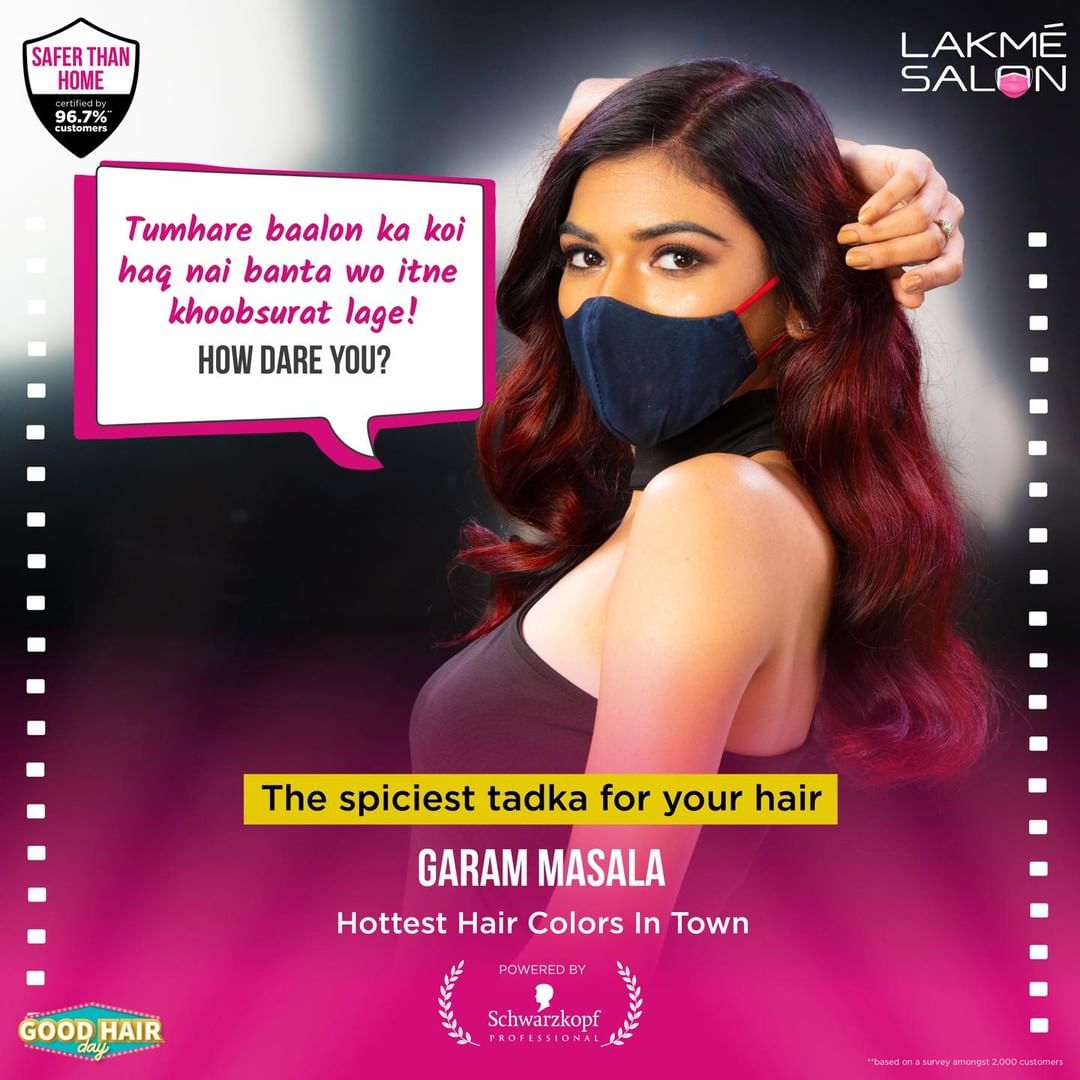 SAFER THAN
HOME
certified by
96.7%**
customers
LAKMÉ
SALON
Tumhare baalon ka koi
haq nai banta wo itne
khoobsurat lage!
HOW DARE YOU?
The spiciest tadka for your hair
GARAM MASALA
Hottest Hair Colors In Town
POWERED BY
Schwarzkopf
PROFESSIONAL
GOOD HAIR
day
**based on a survey amongst 2,000 customers